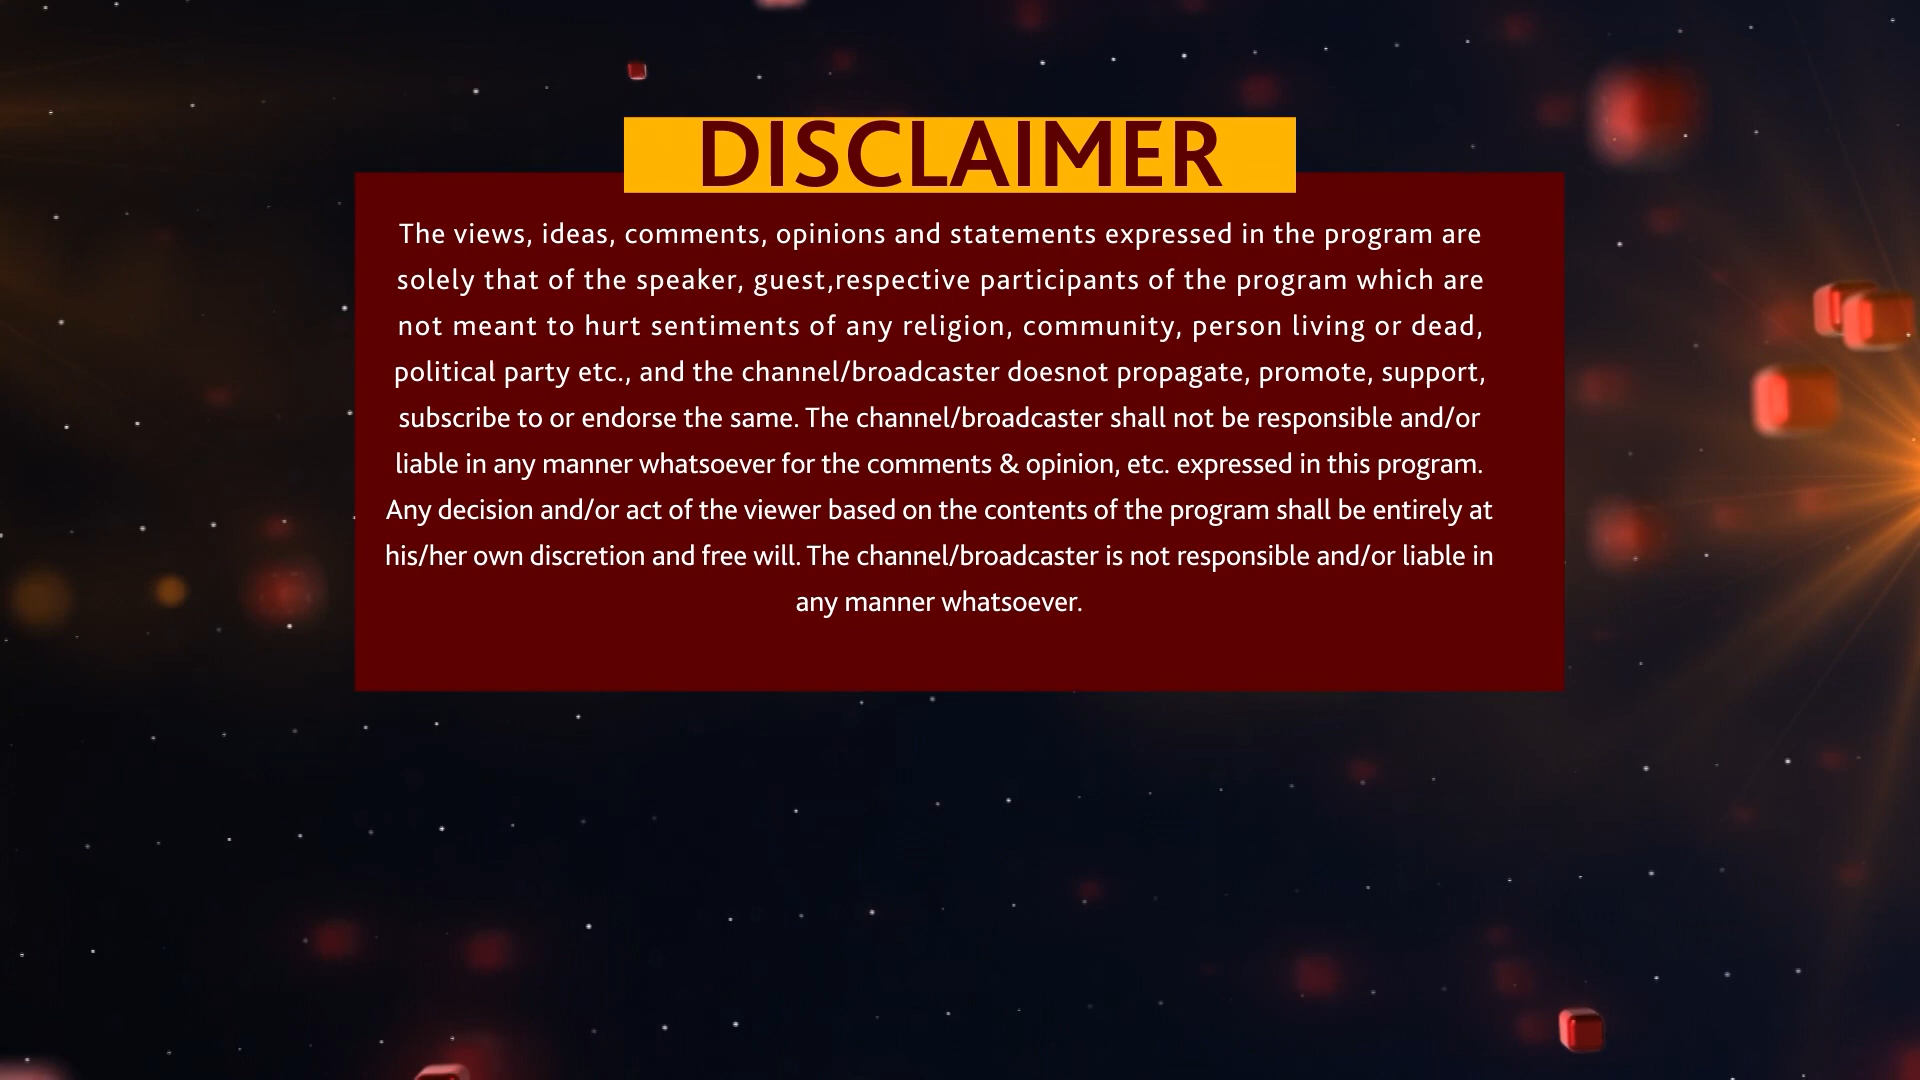 DISCLAIMER
The views, ideas, comments, opinions and statements expressed in the program are
solely that of the speaker, guest,respective participants of the program which are
not meant to hurt sentiments of any religion, community, person living or dead,
political party etc., and the channel/broadcaster doesnot propagate, promote, support,
subscribe to or endorse the same. The channel/broadcaster shall not be responsible and/or
liable in any manner whatsoever for the comments & opinion, etc. expressed in this program.
Any decision and/or act of the viewer based on the contents of the program shall be entirely at
his/her own discretion and free will. The channel/broadcaster is not responsible and/or liable in
any manner whatsoever.